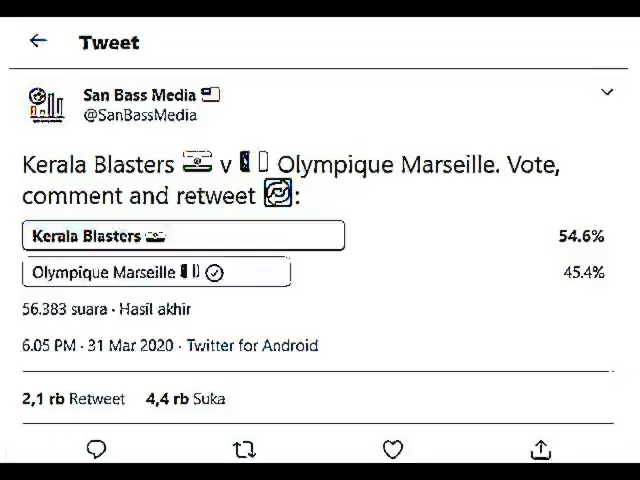 Tweet
San Bass Media
@SanBassMedia
Kerala Blasters v Olympique Marseille. Vote,
comment and retweet :
Kerala Blasters 54.6%
Olympique Marseille 45.4%
56.383 suara · Hasil akhir
6.05 PM · 31 Mar 2020 · Twitter for Android
2,1 rb Retweet 4,4 rb Suka